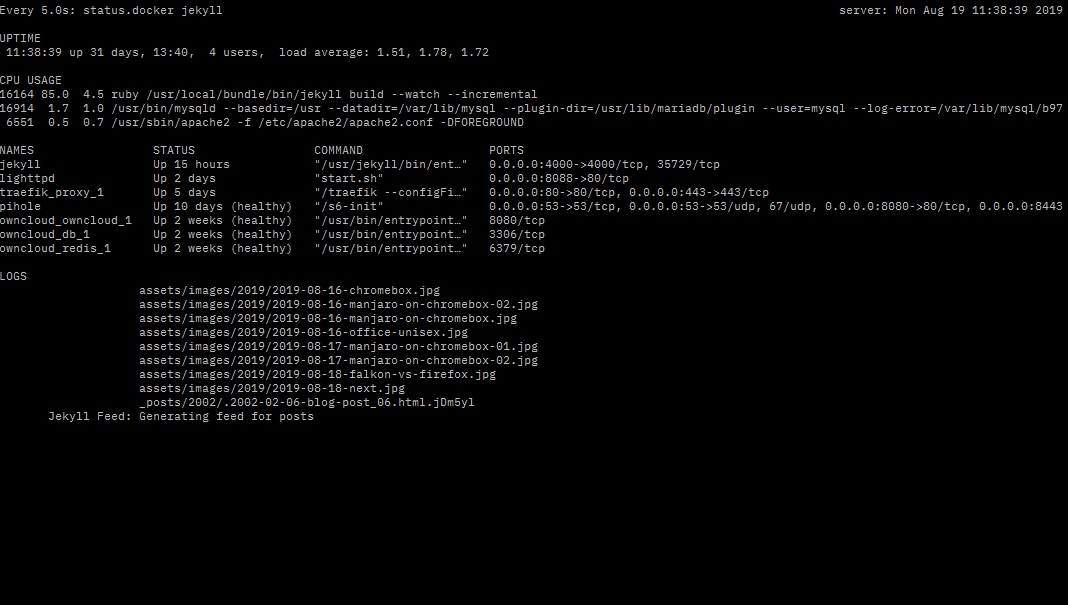 Every 5.0s: status.docker jekyll server: Mon Aug 19 11:38:39 2019
UPTIME
11:38:39 up 31 days, 13:40,  4 users,  load average: 1.51, 1.78, 1.72
CPU USAGE
16164 85.0  4.5 ruby /usr/local/bundle/bin/jekyll build --watch --incremental
16914  1.7  1.0 /usr/bin/mysqld --basedir=/usr --datadir=/var/lib/mysql --plugin-dir=/usr/lib/mariadb/plugin --user=mysql --log-error=/var/lib/mysql/b97
6551  0.5  0.7 /usr/sbin/apache2 -f /etc/apache2/apache2.conf -DFOREGROUND
NAMES STATUS COMMAND PORTS
jekyll Up 15 hours "/usr/jekyll/bin/ent…" 0.0.0.0:4000->4000/tcp, 35729/tcp
lighttpd Up 2 days "start.sh" 0.0.0.0:8088->80/tcp
traefik_proxy_1 Up 5 days "/traefik --configFi…" 0.0.0.0:80->80/tcp, 0.0.0.0:443->443/tcp
pihole Up 10 days (healthy) "/s6-init" 0.0.0.0:53->53/tcp, 0.0.0.0:53->53/udp, 67/udp, 0.0.0.0:8080->80/tcp, 0.0.0.0:8443
owncloud_owncloud_1 Up 2 weeks (healthy) "/usr/bin/entrypoint…" 8080/tcp
owncloud_db_1 Up 2 weeks (healthy) "/usr/bin/entrypoint…" 3306/tcp
owncloud_redis_1 Up 2 weeks (healthy) "/usr/bin/entrypoint…" 6379/tcp
LOGS
assets/images/2019/2019-08-16-chromebox.jpg
assets/images/2019/2019-08-16-manjaro-on-chromebox-02.jpg
assets/images/2019/2019-08-16-manjaro-on-chromebox.jpg
assets/images/2019/2019-08-16-office-unisex.jpg
assets/images/2019/2019-08-17-manjaro-on-chromebox-01.jpg
assets/images/2019/2019-08-17-manjaro-on-chromebox-02.jpg
assets/images/2019/2019-08-18-falkon-vs-firefox.jpg
assets/images/2019/2019-08-18-next.jpg
_posts/2002/.2002-02-06-blog-post_06.html.jDm5yl
Jekyll Feed: Generating feed for posts